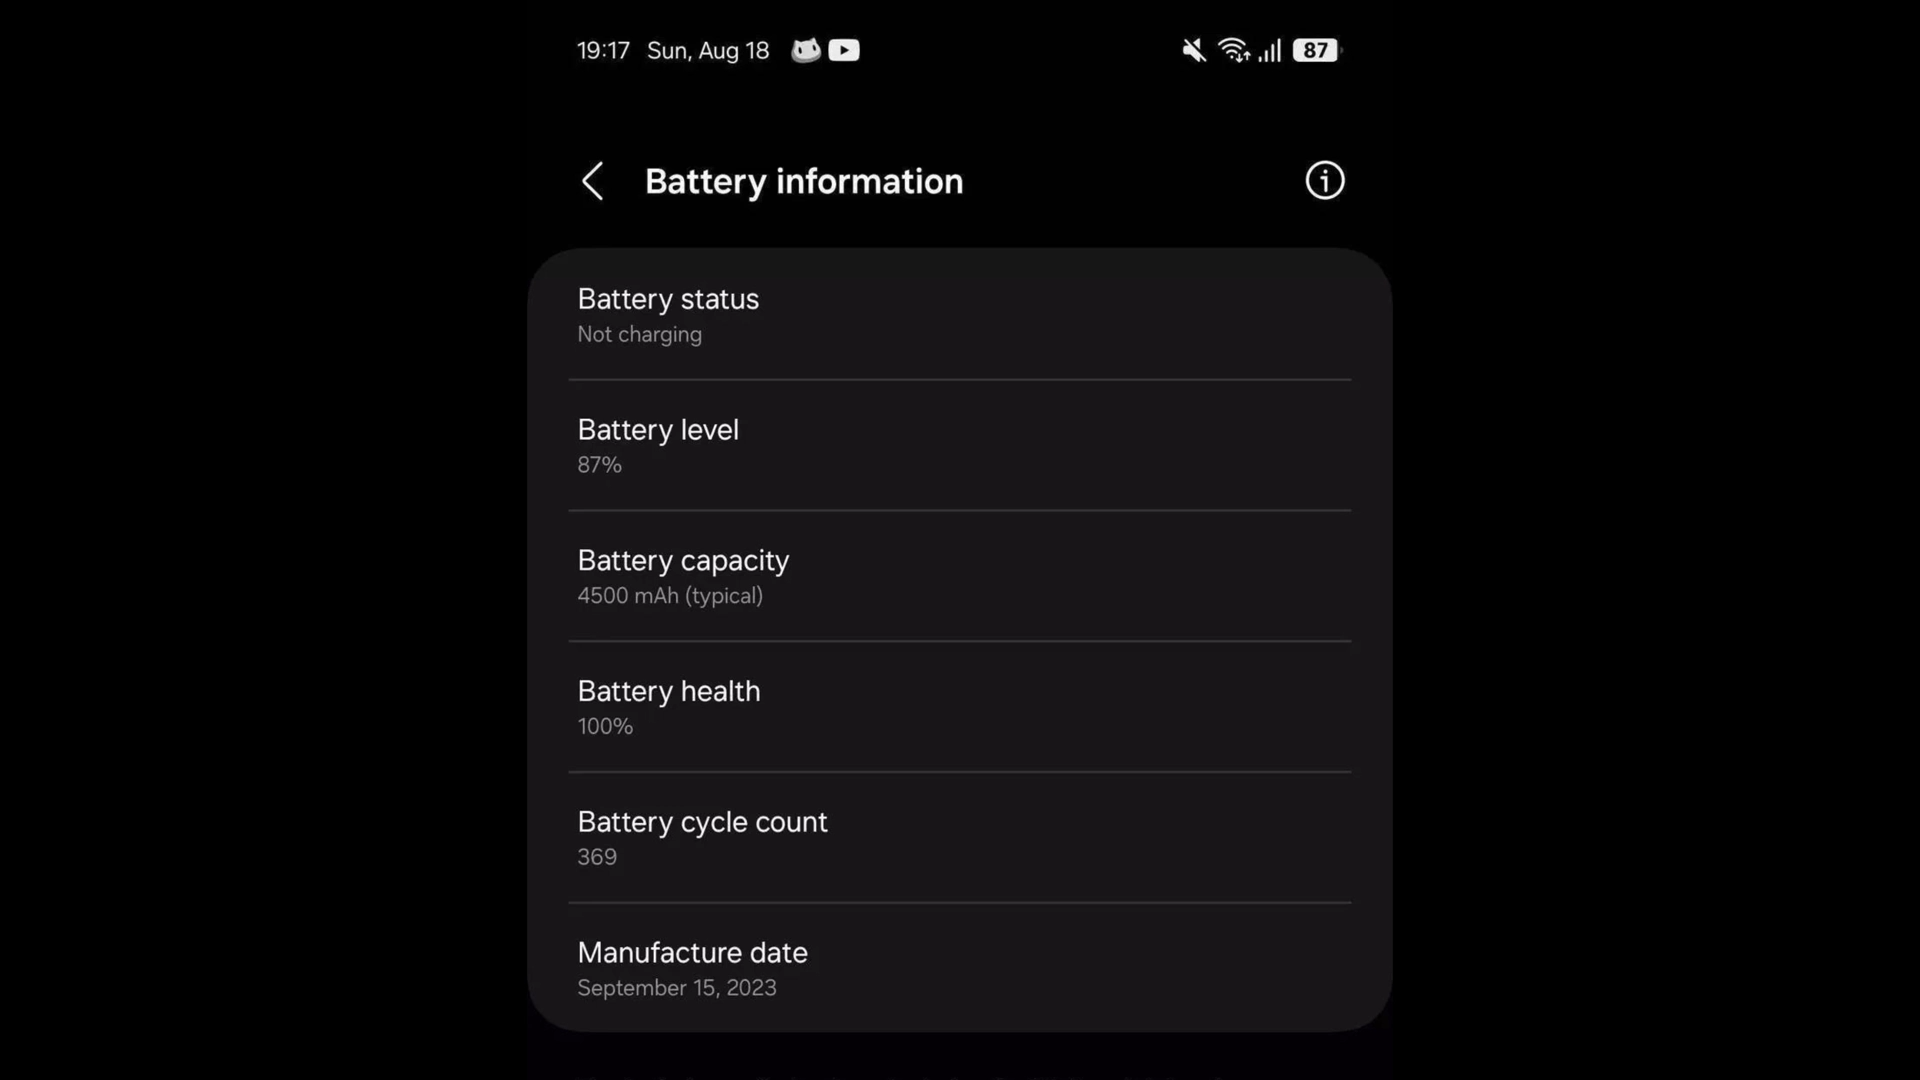 19:17 Sun, Aug 18 87
Battery information
Battery status
Not charging
Battery level
87%
Battery capacity
4500 mAh (typical)
Battery health
100%
Battery cycle count
369
Manufacture date
September 15, 2023